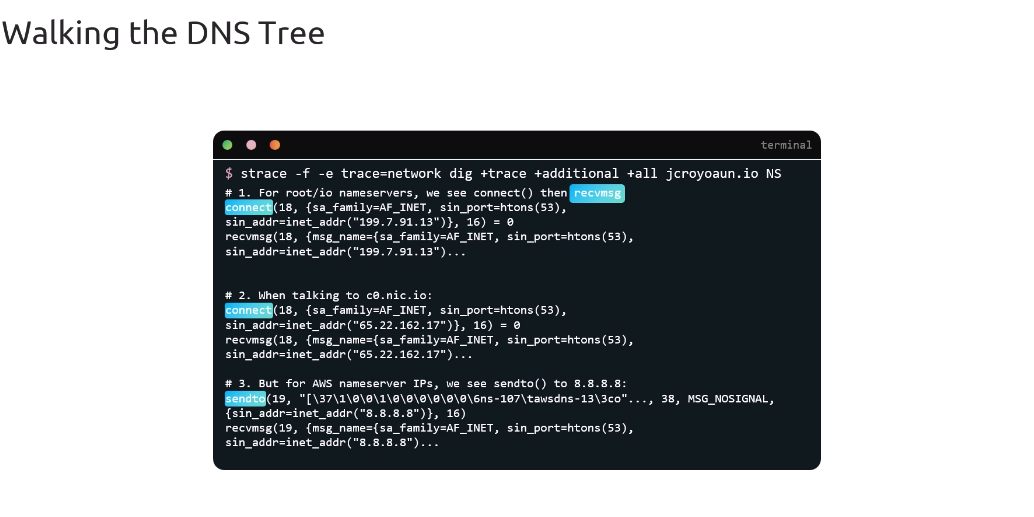 Walking the DNS Tree
terminal
$ strace -f -e trace=network dig +trace +additional +all jcroyoaun.io NS
# 1. For root/io nameservers, we see connect() then recvmsg
connect(18, {sa_family=AF_INET, sin_port=htons(53),
sin_addr=inet_addr("199.7.91.13")}, 16) = 0
recvmsg(18, {msg_name={sa_family=AF_INET, sin_port=htons(53),
sin_addr=inet_addr("199.7.91.13")...
# 2. When talking to c0.nic.io:
connect(18, {sa_family=AF_INET, sin_port=htons(53),
sin_addr=inet_addr("65.22.162.17")}, 16) = 0
recvmsg(18, {msg_name={sa_family=AF_INET, sin_port=htons(53),
sin_addr=inet_addr("65.22.162.17")...
# 3. But for AWS nameserver IPs, we see sendto() to 8.8.8.8:
sendto(19, "[\37\1\0\0\1\0\0\0\0\0\0\6ns-107\tawsdns-13\3co"..., 38, MSG_NOSIGNAL,
{sin_addr=inet_addr("8.8.8.8")}, 16)
recvmsg(19, {msg_name={sa_family=AF_INET, sin_port=htons(53),
sin_addr=inet_addr("8.8.8.8")...